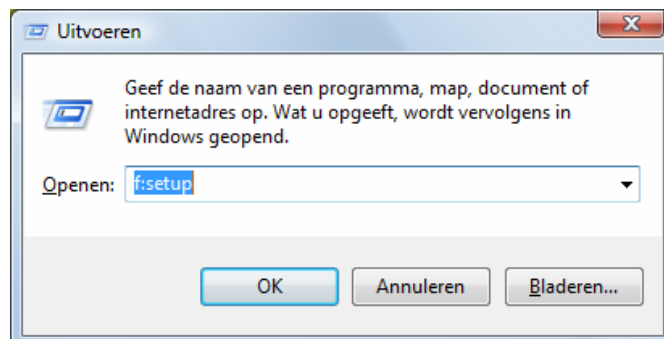 Uitvoeren
Geef de naam van een programma, map, document of
internetadres op. Wat u opgeeft, wordt vervolgens in
Windows geopend.
Openen: f:setup
OK Annuleren Bladeren...